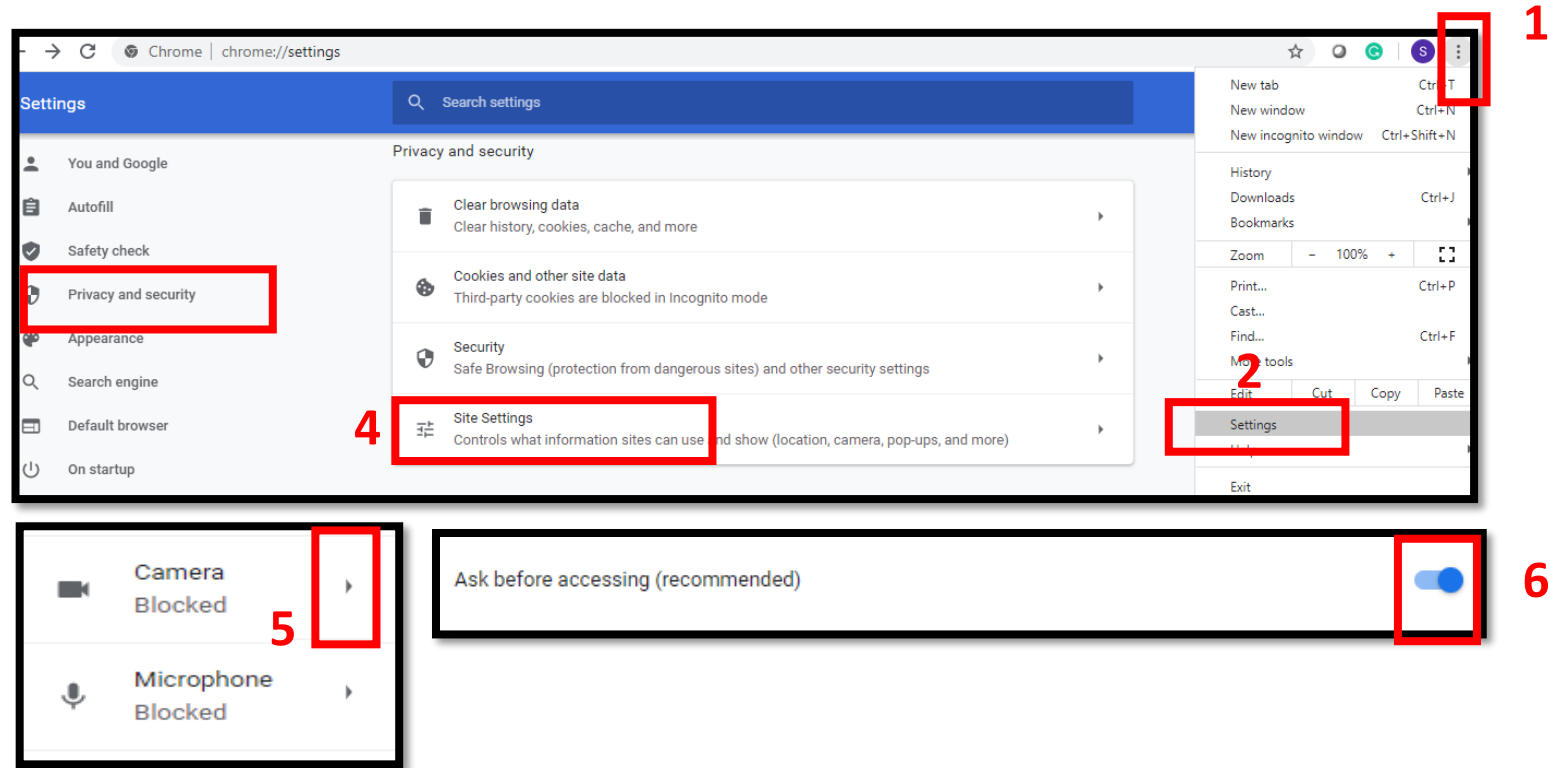 1
Chrome | chrome://settings
S
Settings
Search settings
New tab Ctrl+T
New window Ctrl+N
New incognito window Ctrl+Shift+N
History
Downloads Ctrl+J
Bookmarks
Zoom - 100% +
Print... Ctrl+P
Cast...
Find... Ctrl+F
More tools
2
Edit Cut Copy Paste
Settings
Help
Exit
You and Google
Autofill
Safety check
Privacy and security
Appearance
Search engine
Default browser
On startup
Privacy and security
Clear browsing data
Clear history, cookies, cache, and more
Cookies and other site data
Third-party cookies are blocked in Incognito mode
Security
Safe Browsing (protection from dangerous sites) and other security settings
4
Site Settings
Controls what information sites can use and show (location, camera, pop-ups, and more)
Camera
Blocked
5
Microphone
Blocked
Ask before accessing (recommended)
6